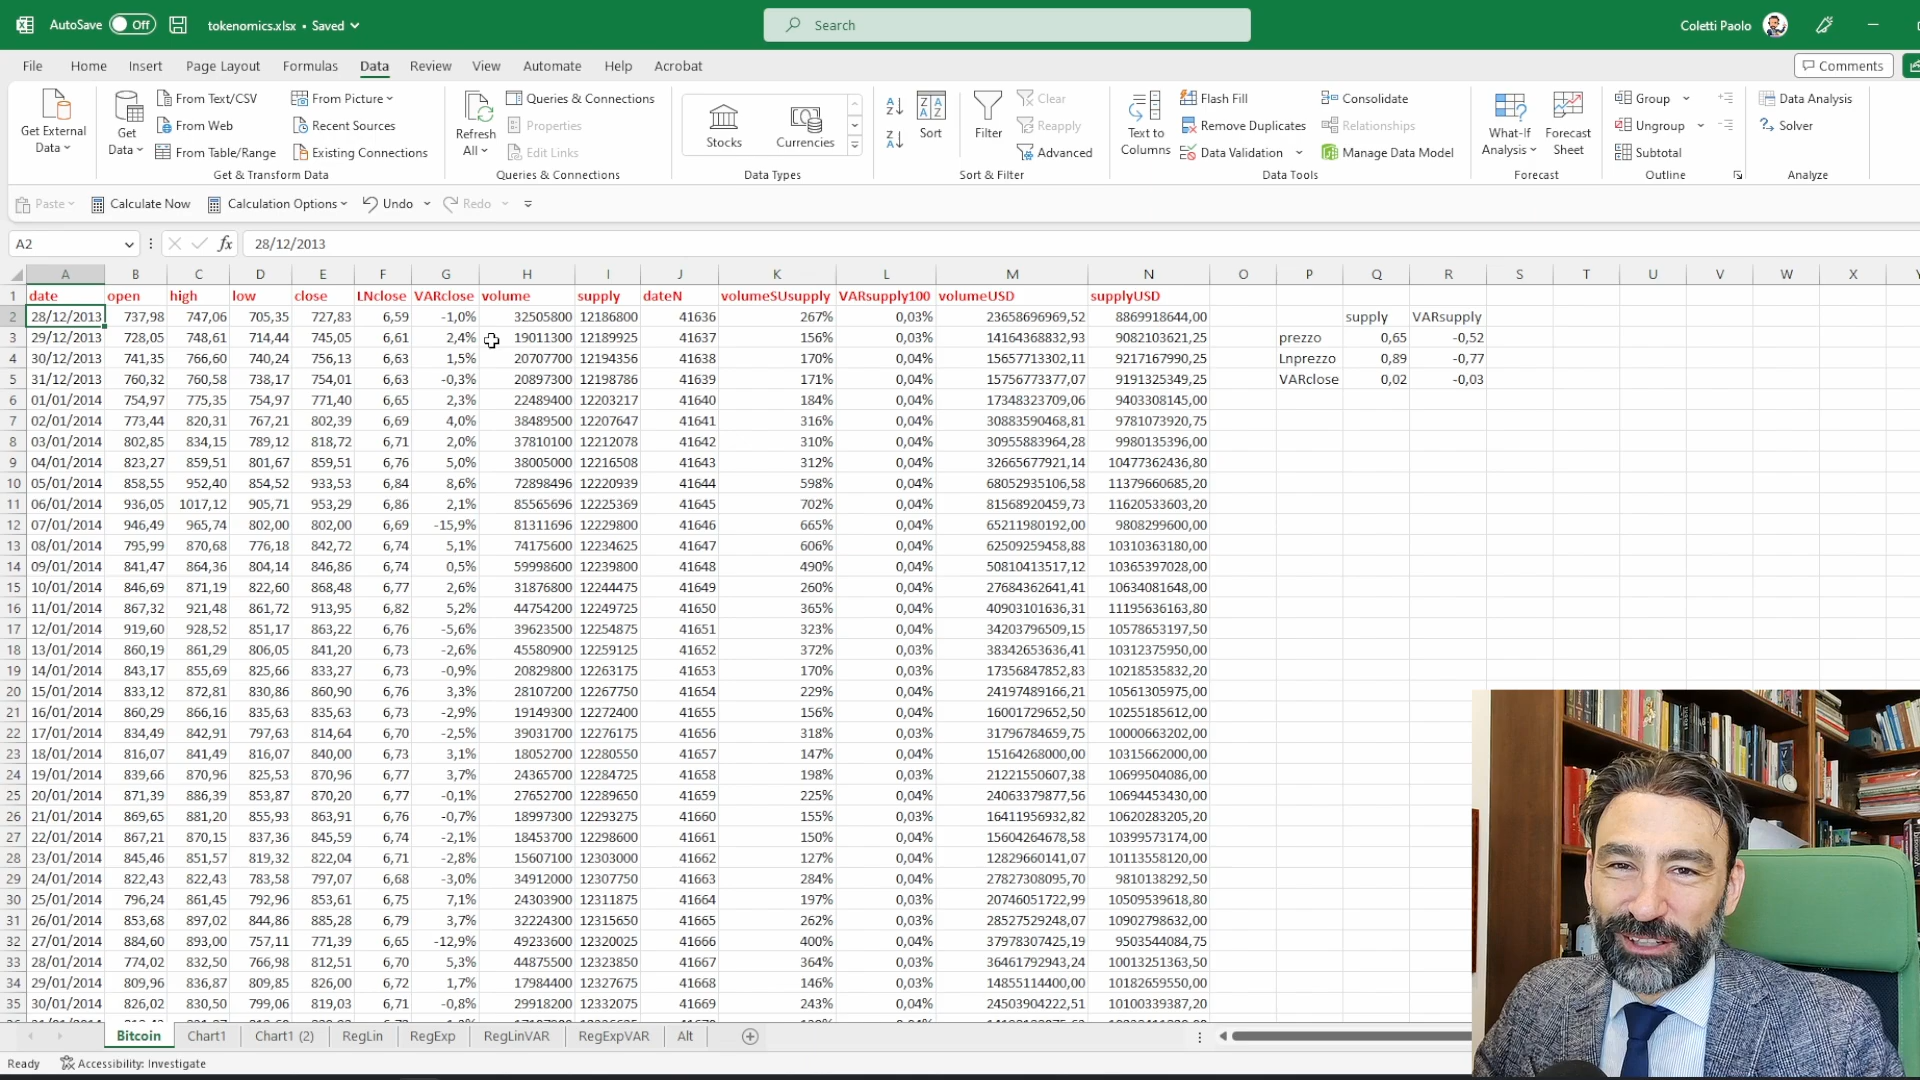 AutoSave Off tokenomics.xlsx • Saved Search Coletti Paolo
File Home Insert Page Layout Formulas Data Review View Automate Help Acrobat Comments
Get External Data
Get Data
From Text/CSV
From Web
From Table/Range
From Picture
Recent Sources
Existing Connections
Get & Transform Data
Refresh All
Queries & Connections
Properties
Edit Links
Queries & Connections
Stocks
Currencies
Data Types
Sort
Filter
Clear
Reapply
Advanced
Sort & Filter
Text to Columns
Flash Fill
Remove Duplicates
Data Validation
Consolidate
Relationships
Manage Data Model
Data Tools
What-If Analysis
Forecast Sheet
Forecast
Group
Ungroup
Subtotal
Outline
Data Analysis
Solver
Analyze
Paste Calculate Now Calculation Options Undo Redo
A2 fx 28/12/2013
A B C D E F G H I J K L M N O P Q R S T U V W X
1 date open high low close LNclose VARclose volume supply dateN volumeSUsupply VARsupply100 volumeUSD supplyUSD
2 28/12/2013 737,98 747,06 705,35 727,83 6,59 -1,0% 32505800 12186800 41636 267% 0,03% 23658696969,52 8869918644,00 supply VARsupply
3 29/12/2013 728,05 748,61 714,44 745,05 6,61 2,4% 19011300 12189925 41637 156% 0,03% 14164368832,93 9082103621,25 prezzo 0,65 -0,52
4 30/12/2013 741,35 766,60 740,24 756,13 6,63 1,5% 20707700 12194356 41638 170% 0,04% 15657713302,11 9217167990,25 Lnprezzo 0,89 -0,77
5 31/12/2013 760,32 760,58 738,17 754,01 6,63 -0,3% 20897300 12198786 41639 171% 0,04% 15756773377,07 9191325349,25 VARclose 0,02 -0,03
6 01/01/2014 754,97 775,35 754,97 771,40 6,65 2,3% 22489400 12203217 41640 184% 0,04% 17348323709,06 9403308145,00
7 02/01/2014 773,44 820,31 767,21 802,39 6,69 4,0% 38489500 12207647 41641 316% 0,04% 30883590468,81 9781073920,75
8 03/01/2014 802,85 834,15 789,12 818,72 6,71 2,0% 37810100 12212078 41642 310% 0,04% 30955883964,28 9980135396,00
9 04/01/2014 823,27 859,51 801,67 859,51 6,76 5,0% 38005000 12216508 41643 312% 0,04% 32665677921,14 10477362436,80
10 05/01/2014 858,55 952,40 854,52 933,53 6,84 8,6% 72898496 12220939 41644 598% 0,04% 68052935106,58 11379660685,20
11 06/01/2014 936,05 1017,12 905,71 953,29 6,86 2,1% 85565696 12225369 41645 702% 0,04% 81568920459,73 11620533603,20
12 07/01/2014 946,49 965,74 802,00 802,00 6,69 -15,9% 81311696 12229800 41646 665% 0,04% 65211980192,00 9808299600,00
13 08/01/2014 795,99 870,68 776,18 842,72 6,74 5,1% 74175600 12234625 41647 606% 0,04% 62509259458,88 10310363180,00
14 09/01/2014 841,47 864,36 804,14 846,86 6,74 0,5% 59998600 12239800 41648 490% 0,04% 50810413517,12 10365397028,00
15 10/01/2014 846,69 871,19 822,60 868,48 6,77 2,6% 31876800 12244475 41649 260% 0,04% 27684362641,41 10634081648,00
16 11/01/2014 867,32 921,48 861,72 913,95 6,82 5,2% 44754200 12249725 41650 365% 0,04% 40903101636,31 11195636163,80
17 12/01/2014 919,60 928,52 851,17 863,22 6,76 -5,6% 39623500 12254875 41651 323% 0,04% 34203796509,15 10578653197,50
18 13/01/2014 860,19 861,29 806,05 841,20 6,73 -2,6% 45580900 12259125 41652 372% 0,03% 38342653636,41 10312375950,00
19 14/01/2014 843,17 855,69 825,66 833,27 6,73 -0,9% 20829800 12263175 41653 170% 0,03% 17356847852,83 10218535832,20
20 15/01/2014 833,12 872,81 830,86 860,90 6,76 3,3% 28107200 12267750 41654 229% 0,04% 24197489166,21 10561305975,00
21 16/01/2014 860,29 866,16 835,63 835,63 6,73 -2,9% 19149300 12272400 41655 156% 0,04% 16001729652,50 10255185612,00
22 17/01/2014 834,49 842,91 797,63 814,64 6,70 -2,5% 39031700 12276175 41656 318% 0,03% 31796784659,75 10000663202,00
23 18/01/2014 816,07 841,49 816,07 840,00 6,73 3,1% 18052700 12280550 41657 147% 0,04% 15164268000,00 10315662000,00
24 19/01/2014 839,66 870,96 825,53 870,96 6,77 3,7% 24365700 12284725 41658 198% 0,03% 21221550607,38 10699504086,00
25 20/01/2014 871,39 886,39 853,87 870,20 6,77 -0,1% 27652700 12289650 41659 225% 0,04% 24063379877,56 10694453430,00
26 21/01/2014 869,65 881,20 855,93 863,91 6,76 -0,7% 18997300 12293275 41660 155% 0,03% 16411956932,82 10620283205,20
27 22/01/2014 867,21 870,15 837,36 845,59 6,74 -2,1% 18453700 12298600 41661 150% 0,04% 15604264678,58 10399573174,00
28 23/01/2014 845,46 851,57 819,32 822,04 6,71 -2,8% 15607100 12303000 41662 127% 0,04% 12829660141,07 10113558120,00
29 24/01/2014 822,43 822,43 783,58 797,07 6,68 -3,0% 34912000 12307750 41663 284% 0,04% 27827308095,70 9810138292,50
30 25/01/2014 796,24 861,45 792,96 853,61 6,75 7,1% 24303900 12311875 41664 197% 0,03% 20746051722,99 10509539618,80
31 26/01/2014 853,68 897,02 844,86 885,28 6,79 3,7% 32224300 12315650 41665 262% 0,03% 28527529248,07 10902798632,00
32 27/01/2014 884,60 893,00 757,11 771,39 6,65 -12,9% 49233600 12320025 41666 400% 0,04% 37978307425,19 9503544084,75
33 28/01/2014 774,02 832,50 766,98 812,51 6,70 5,3% 44875500 12323850 41667 364% 0,03% 36461792943,24 10013251363,50
34 29/01/2014 809,96 836,87 809,85 826,00 6,72 1,7% 17984400 12327675 41668 146% 0,03% 14855114400,00 10182659550,00
35 30/01/2014 826,02 830,50 799,06 819,03 6,71 -0,8% 29918200 12332075 41669 243% 0,04% 24503904222,51 10100339387,20
Bitcoin Chart1 Chart1 (2) RegLin RegExp RegLinVAR RegExpVAR Alt
Ready Accessibility: Investigate